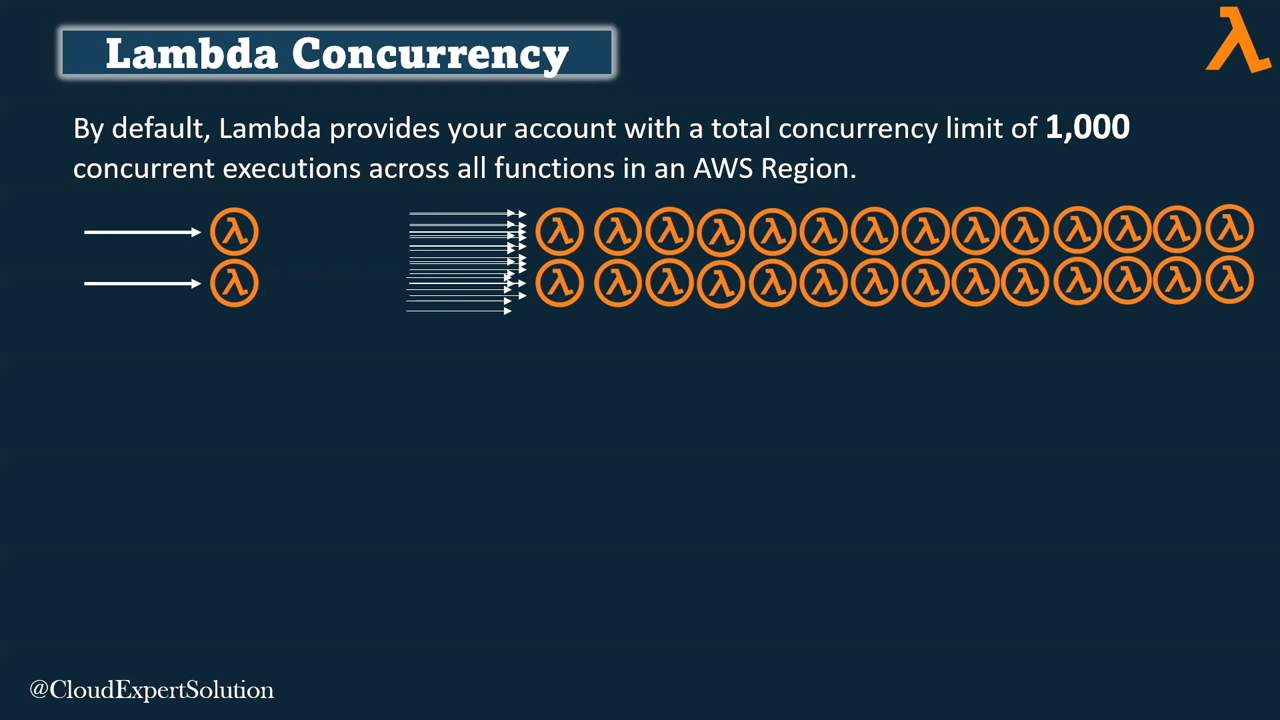 Lambda Concurrency
By default, Lambda provides your account with a total concurrency limit of 1,000
concurrent executions across all functions in an AWS Region.
@CloudExpertSolution